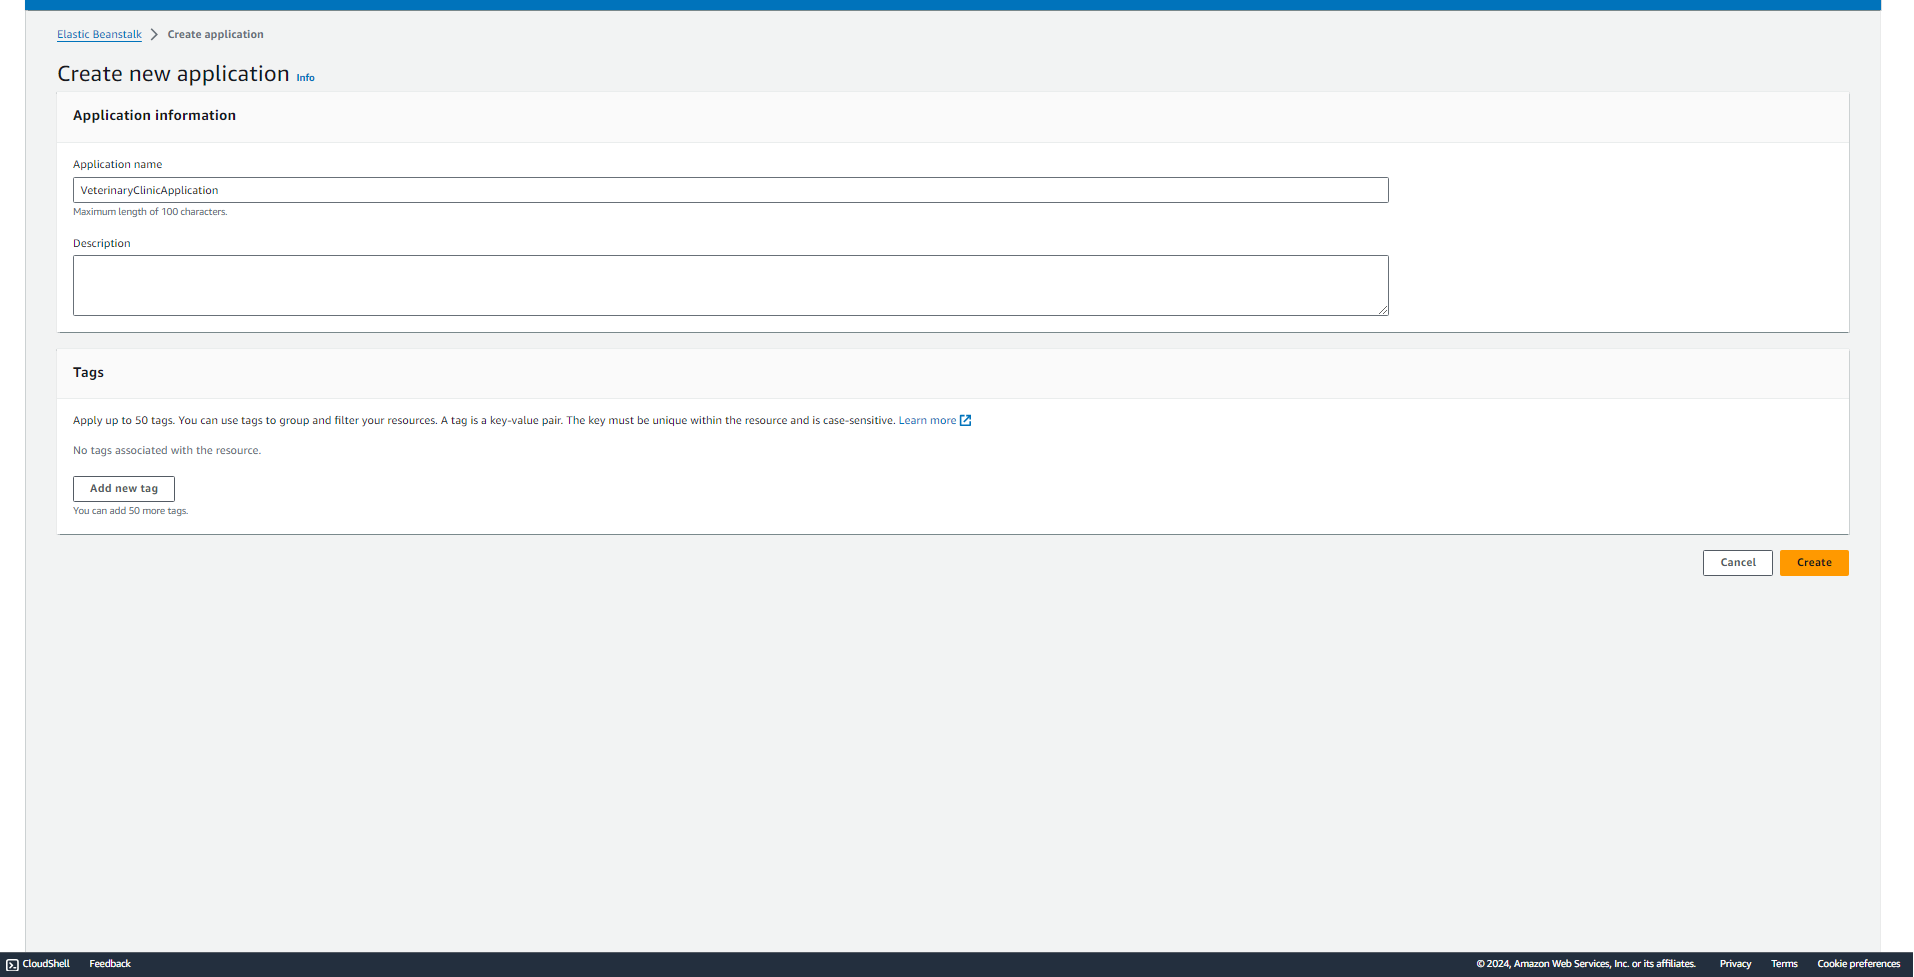 Elastic Beanstalk > Create application
Create new application Info
Application information
Application name
VeterinaryClinicApplication
Maximum length of 100 characters.
Description
Tags
Apply up to 50 tags. You can use tags to group and filter your resources. A tag is a key-value pair. The key must be unique within the resource and is case-sensitive. Learn more
No tags associated with the resource.
Add new tag
You can add 50 more tags.
Cancel Create
CloudShell Feedback © 2024, Amazon Web Services, Inc. or its affiliates. Privacy Terms Cookie preferences